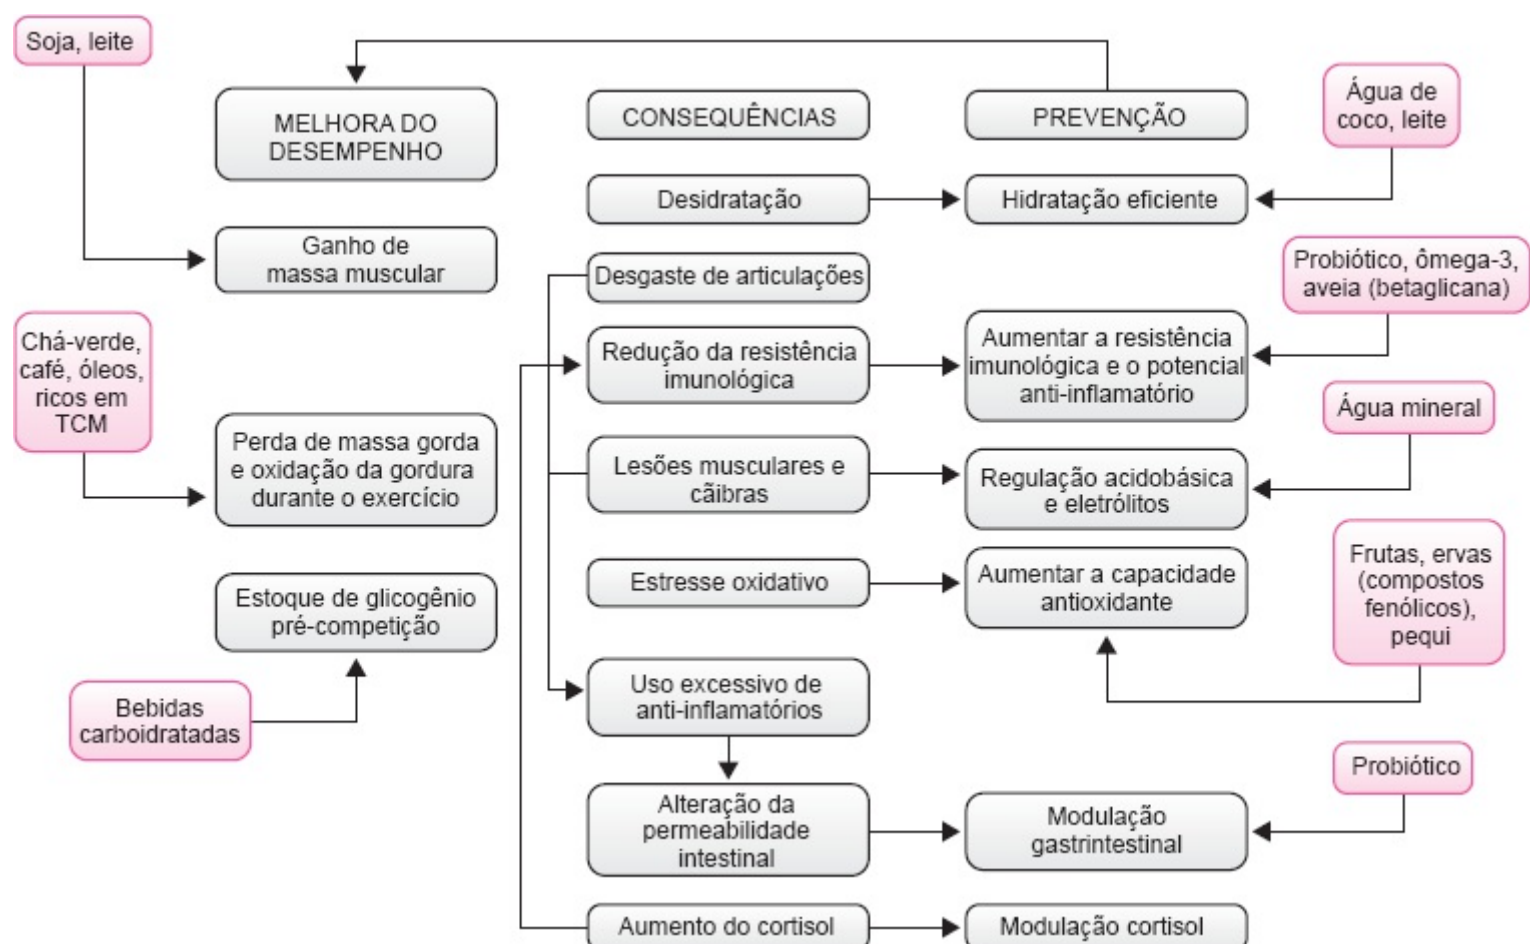 Soja, leite
MELHORA DO
DESEMPENHO
CONSEQUÊNCIAS
PREVENÇÃO
Água de
coco, leite
Desidratação
Hidratação eficiente
Ganho de
massa muscular
Desgaste de articulações
Probiótico, ômega-3,
aveia (betaglicana)
Chá-verde,
café, óleos,
ricos em
TCM
Redução da resistência
imunológica
Aumentar a resistência
imunológica e o potencial
anti-inflamatório
Água mineral
Perda de massa gorda
e oxidação da gordura
durante o exercício
Lesões musculares e
cãibras
Regulação acidobásica
e eletrólitos
Frutas, ervas
(compostos
fenólicos),
pequi
Estresse oxidativo
Aumentar a capacidade
antioxidante
Estoque de glicogênio
pré-competição
Uso excessivo de
anti-inflamatórios
Bebidas
carboidratadas
Probiótico
Alteração da
permeabilidade
intestinal
Modulação
gastrintestinal
Aumento do cortisol
Modulação cortisol